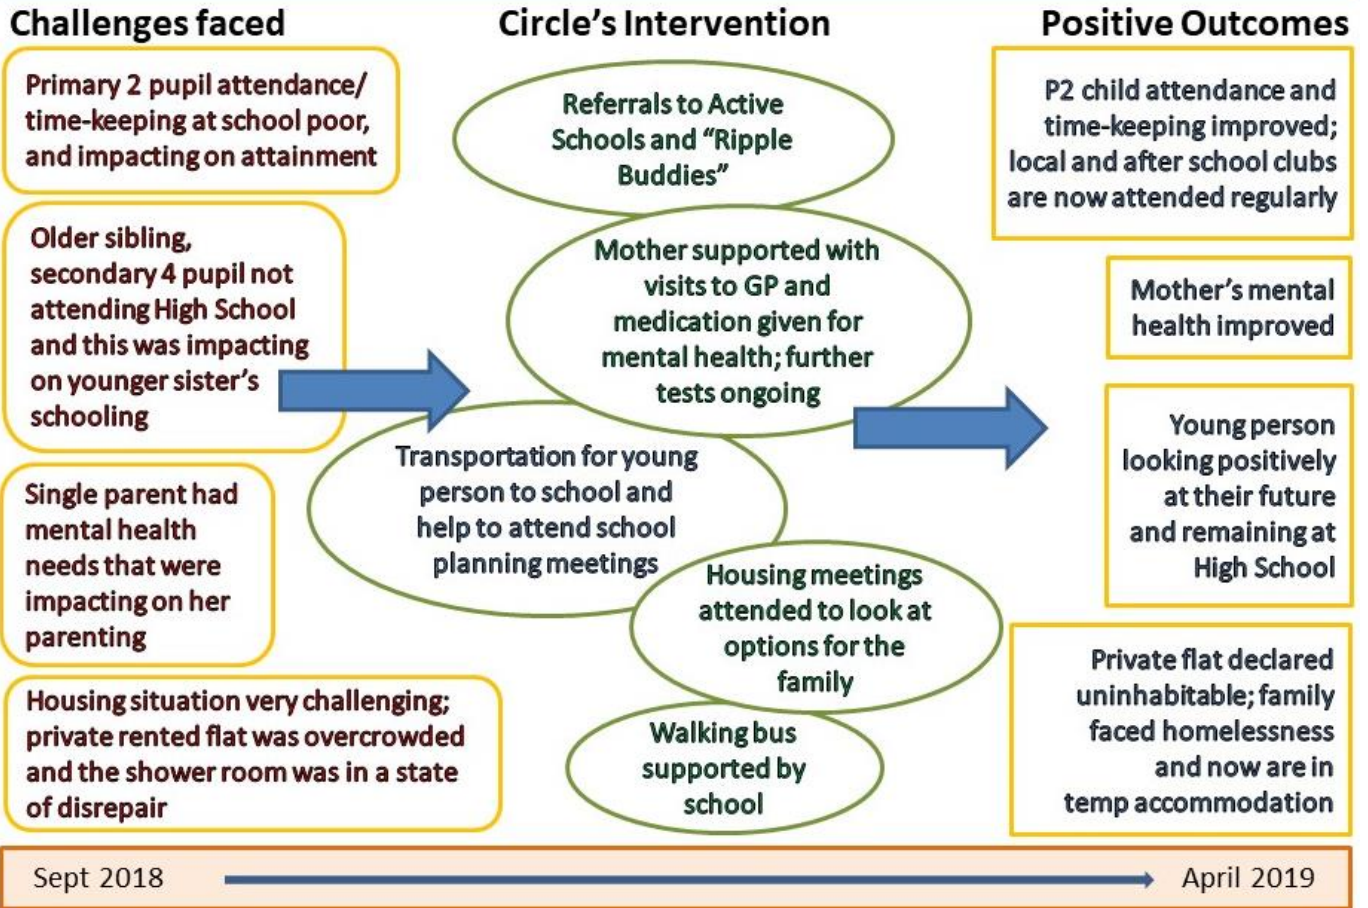 Challenges faced
Primary 2 pupil attendance/
time-keeping at school poor,
and impacting on attainment
Older sibling,
secondary 4 pupil not
attending High School
and this was impacting
on younger sister's
schooling
Single parent had
mental health
needs that were
impacting on her
parenting
Housing situation very challenging;
private rented flat was overcrowded
and the shower room was in a state
of disrepair
Circle's Intervention
Referrals to Active
Schools and "Ripple
Buddies"
Mother supported with
visits to GP and
medication given for
mental health; further
tests ongoing
Transportation for young
person to school and
help to attend school
planning meetings
Housing meetings
attended to look at
options for the
family
Walking bus
supported by
school
Positive Outcomes
P2 child attendance and
time-keeping improved;
local and after school clubs
are now attended regularly
Mother's mental
health improved
Young person
looking positively
at their future
and remaining at
High School
Private flat declared
uninhabitable; family
faced homelessness
and now are in
temp accommodation
Sept 2018
April 2019